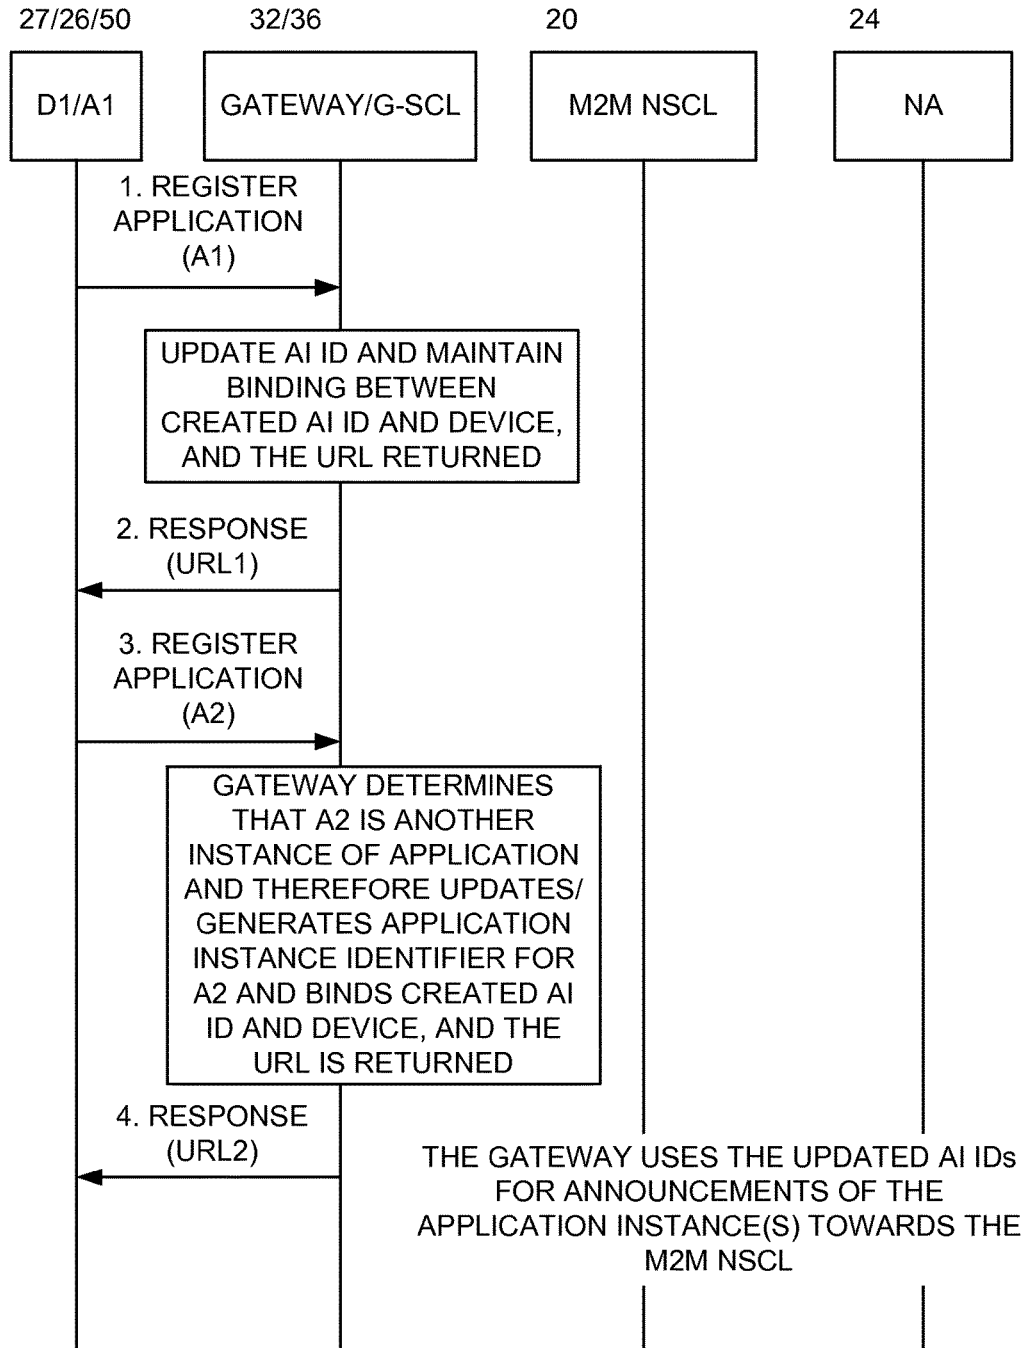 27/26/50
32/36
20
24
D1/A1
GATEWAY/G-SCL
M2M NSCL
NA
1. REGISTER
APPLICATION
(A1)
UPDATE AI ID AND MAINTAIN
BINDING BETWEEN
CREATED AI ID AND DEVICE,
AND THE URL RETURNED
2. RESPONSE
(URL1)
3. REGISTER
APPLICATION
(A2)
GATEWAY DETERMINES
THAT A2 IS ANOTHER
INSTANCE OF APPLICATION
AND THEREFORE UPDATES/
GENERATES APPLICATION
INSTANCE IDENTIFIER FOR
A2 AND BINDS CREATED AI
ID AND DEVICE, AND THE
URL IS RETURNED
4. RESPONSE
(URL2)
THE GATEWAY USES THE UPDATED AI IDs
FOR ANNOUNCEMENTS OF THE
APPLICATION INSTANCE(S) TOWARDS THE
M2M NSCL